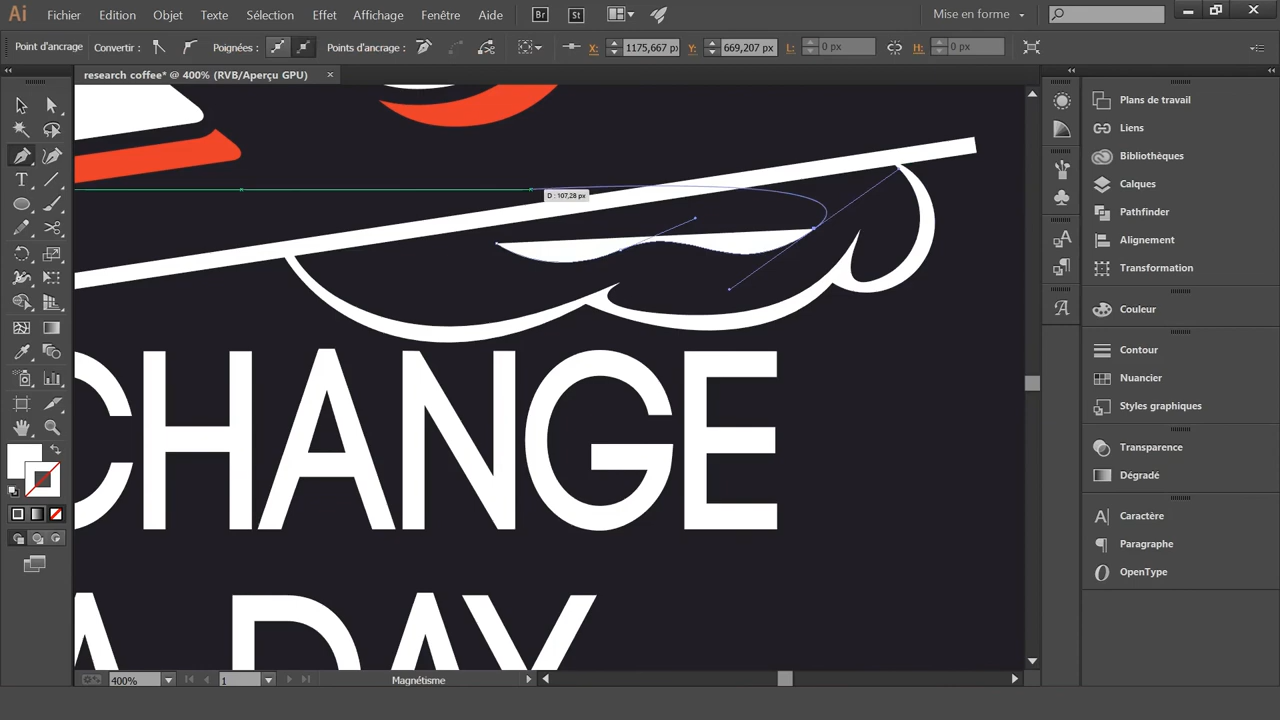 Ai Fichier Edition Objet Texte Sélection Effet Affichage Fenêtre Aide Br St Mise en forme
Point d'ancrage Convertir : Poignées : Points d'ancrage : X: 1175,667 px Y: 669,207 px L: 0 px H: 0 px
research coffee* @ 400% (RVB/Aperçu GPU) ×
Plans de travail
Liens
Bibliothèques
Calques
Pathfinder
Alignement
Transformation
Couleur
Contour
Nuancier
Styles graphiques
Transparence
Dégradé
Caractère
Paragraphe
OpenType
D : 107,28 px
CHANGE
A DAY
400% 1 Magnétisme